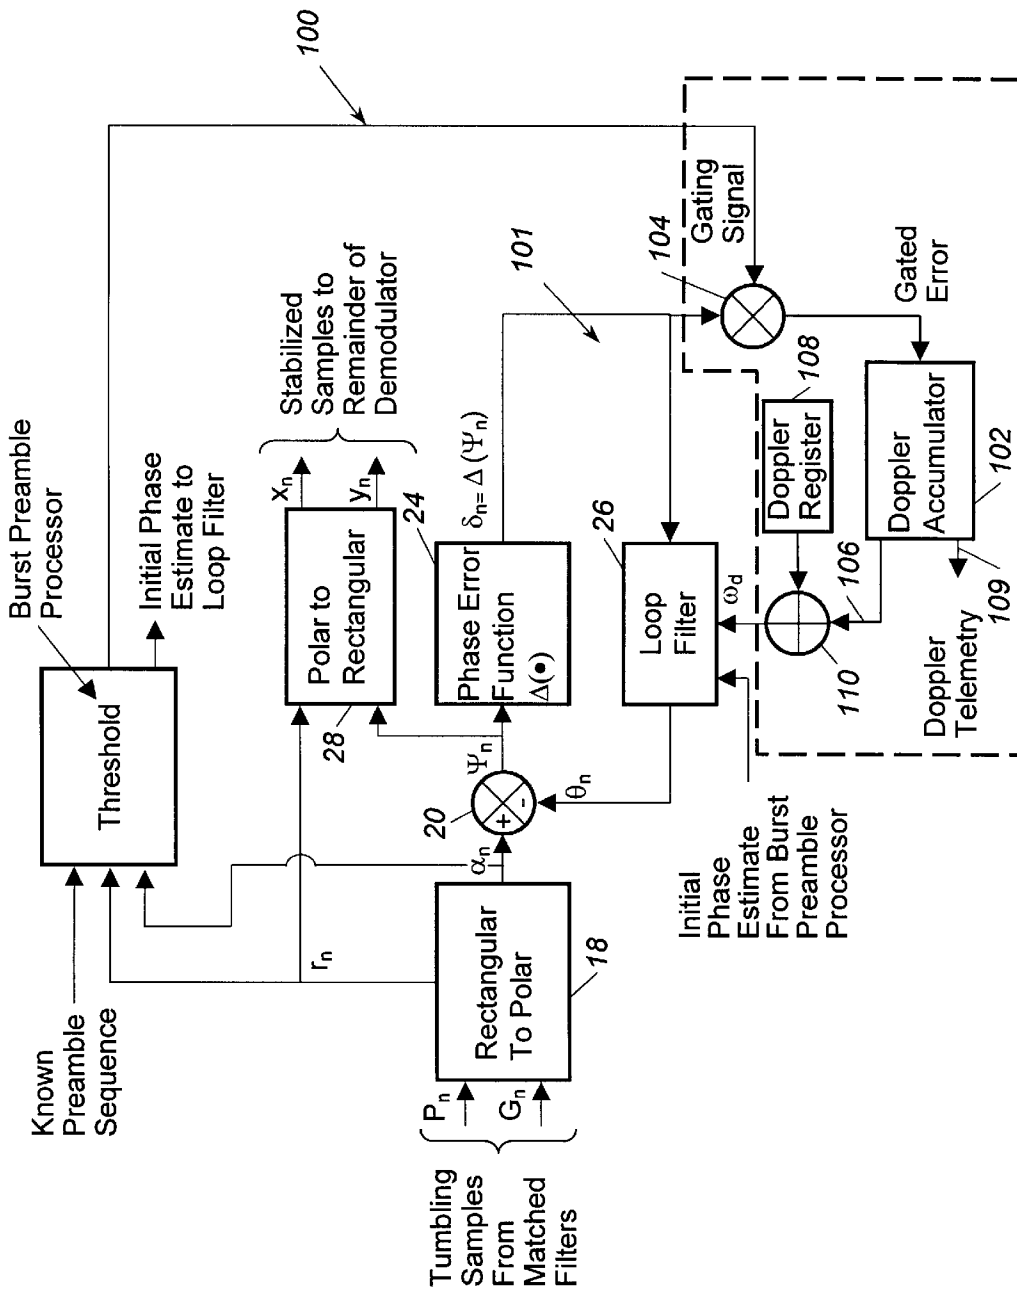 100
Burst Preamble
Processor
Initial Phase
Estimate to
Loop Filter
Threshold
Known
Preamble
Sequence
Stabilized
Samples to
Remainder of
Demodulator
xₙ
yₙ
Polar to
Rectangular
28
rₙ
101
δₙ= Δ (Ψₙ)
24
Phase Error
Function
Δ(•)
Ψₙ
20
+
-
αₙ
θₙ
Rectangular
To Polar
18
Pₙ
Gₙ
Tumbling
Samples
From
Matched
Filters
Gating
Signal
104
26
Loop
Filter
ω_d
Initial
Phase
Estimate
From Burst
Preamble
Processor
Gated
Error
108
Doppler
Register
Doppler
Accumulator
102
106
109
110
Doppler
Telemetry